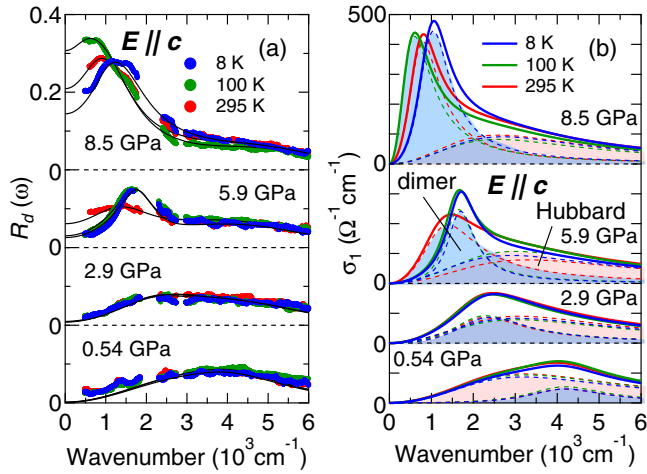 E || c (a)
8 K
100 K
295 K
0.4
0.2
0
0
0
0
R_d (ω)
8.5 GPa
5.9 GPa
2.9 GPa
0.54 GPa
0 1 2 3 4 5 6
Wavenumber (10³cm⁻¹)
500 (b)
8 K
100 K
295 K
8.5 GPa
0
dimer E || c
Hubbard
5.9 GPa
0
2.9 GPa
0
0.54 GPa
0
σ₁ (Ω⁻¹cm⁻¹)
0 1 2 3 4 5 6
Wavenumber (10³cm⁻¹)